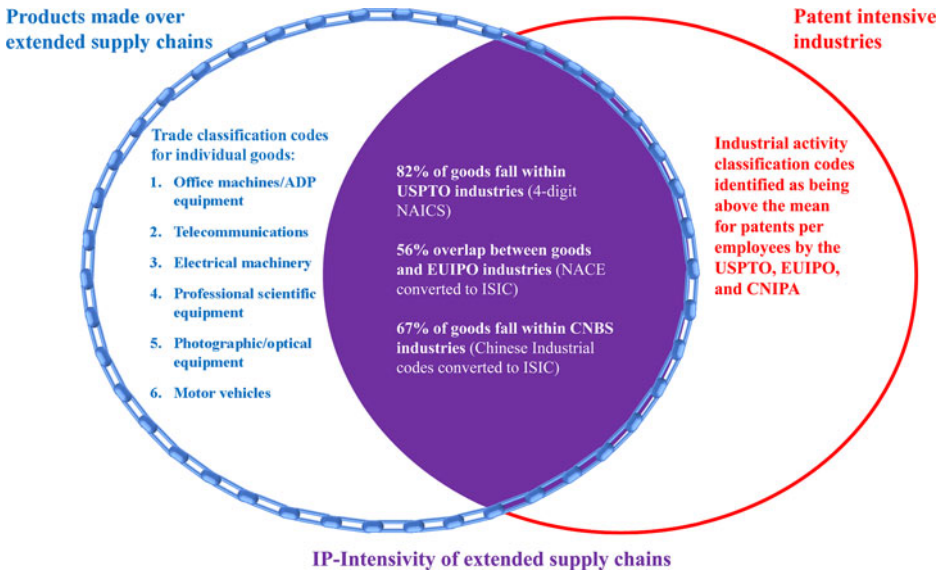 Products made over
extended supply chains
Patent intensive
industries
Trade classification codes
for individual goods:
1. Office machines/ADP
equipment
2. Telecommunications
3. Electrical machinery
4. Professional scientific
equipment
5. Photographic/optical
equipment
6. Motor vehicles
82% of goods fall within
USPTO industries (4-digit
NAICS)
56% overlap between goods
and EUIPO industries (NACE
converted to ISIC)
67% of goods fall within CNBS
industries (Chinese Industrial
codes converted to ISIC)
Industrial activity
classification codes
identified as being
above the mean
for patents per
employees by the
USPTO, EUIPO,
and CNIPA
IP-Intensivity of extended supply chains